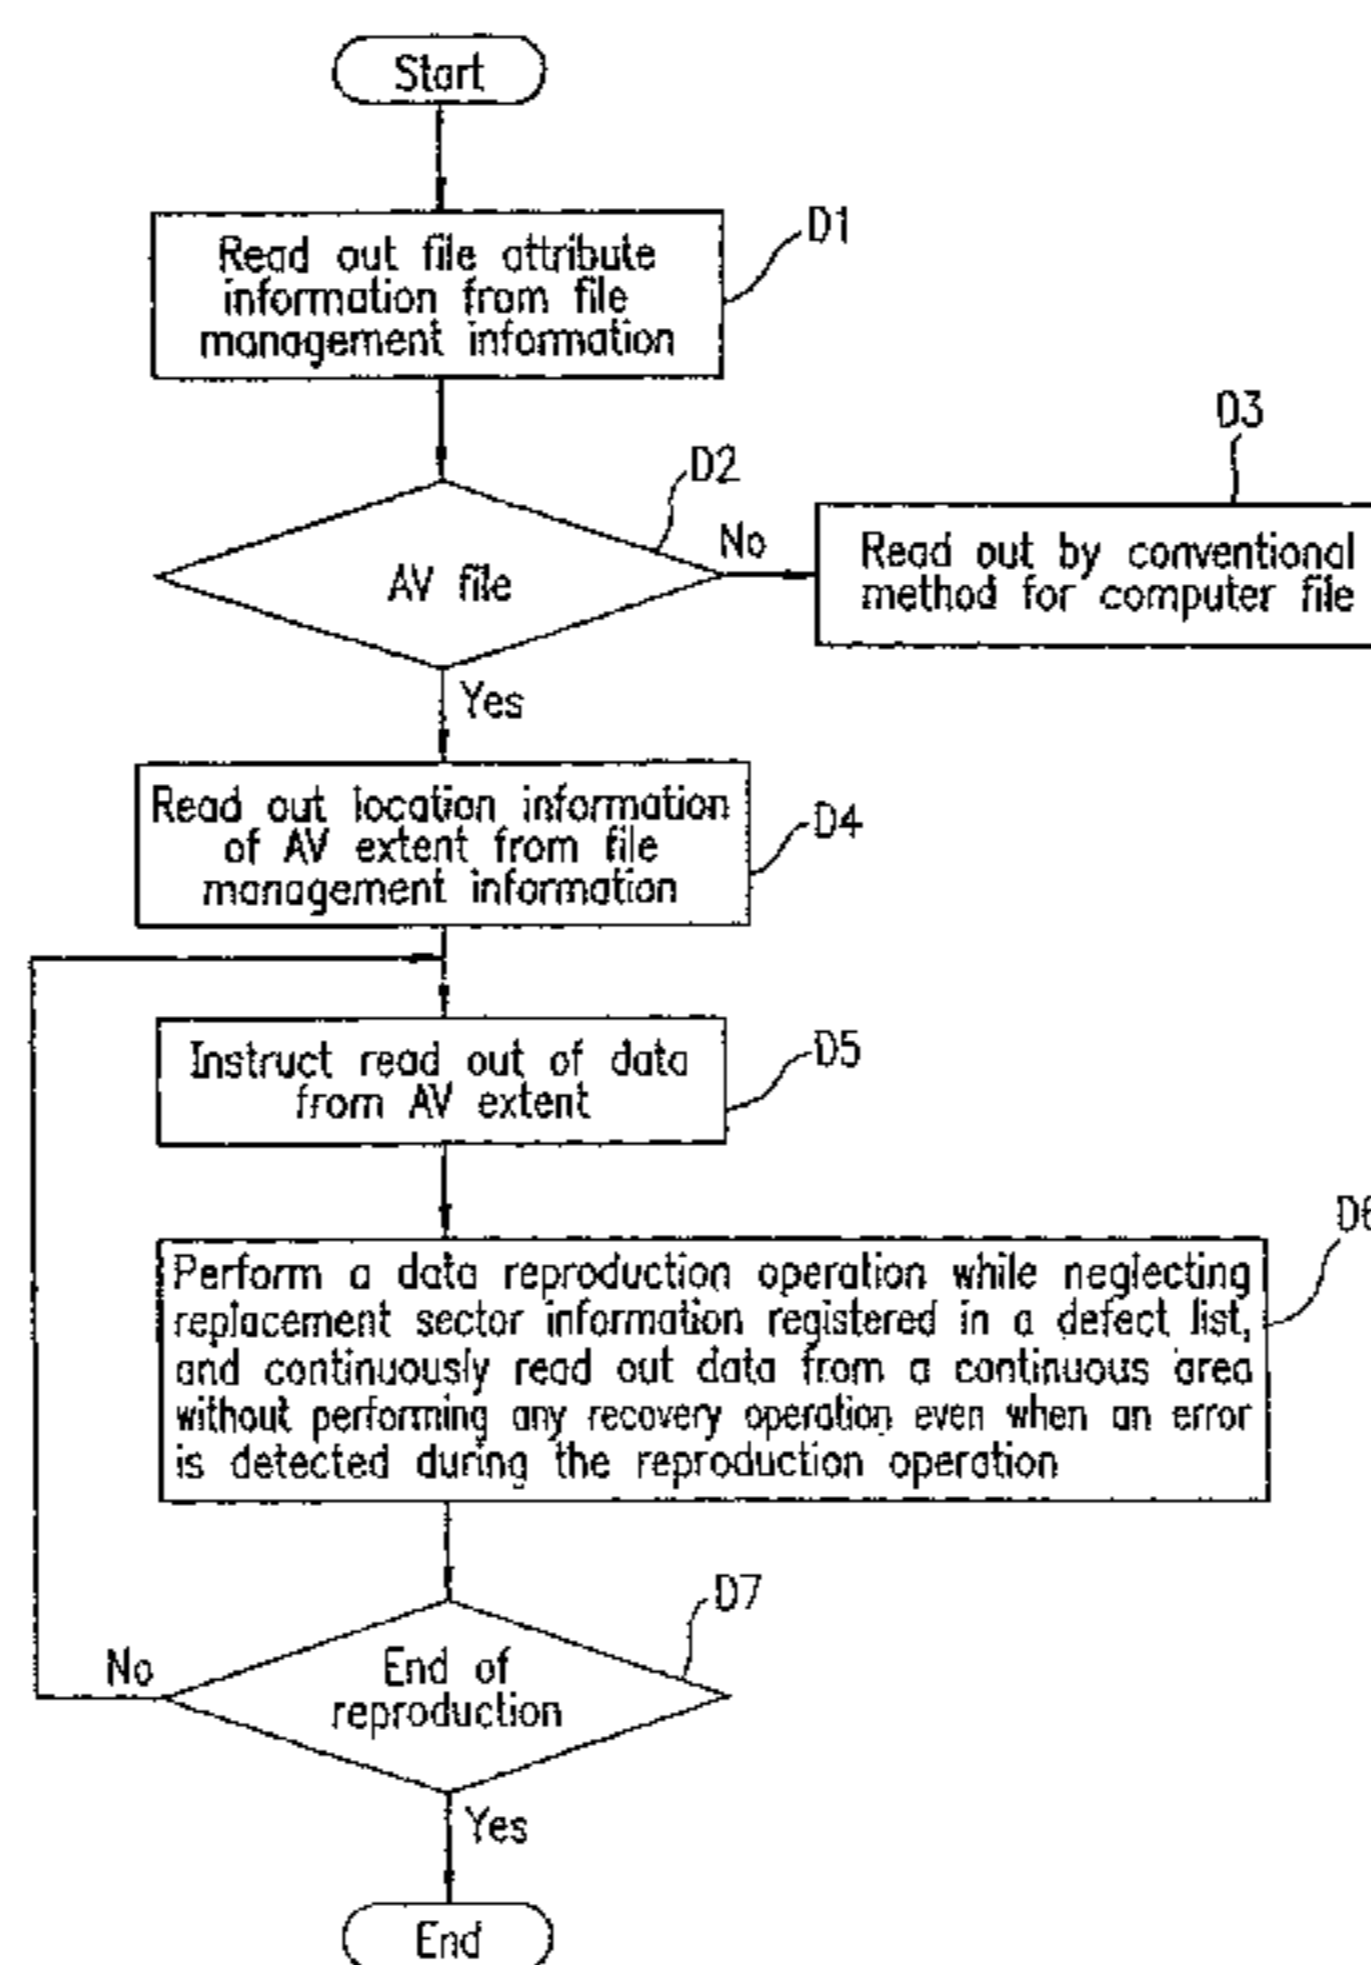 Start
D1
Read out file attribute
information from file
management information
D3
D2
No
Read out by conventional
method for computer file
AV file
Yes
Read out location information
of AV extent from file
management information
D4
Instruct read out of data
from AV extent
D5
D6
Perform a data reproduction operation while neglecting
replacement sector information registered in a defect list,
and continuously read out data from a continuous area
without performing any recovery operation even when an error
is detected during the reproduction operation
D7
No
End of
reproduction
Yes
End